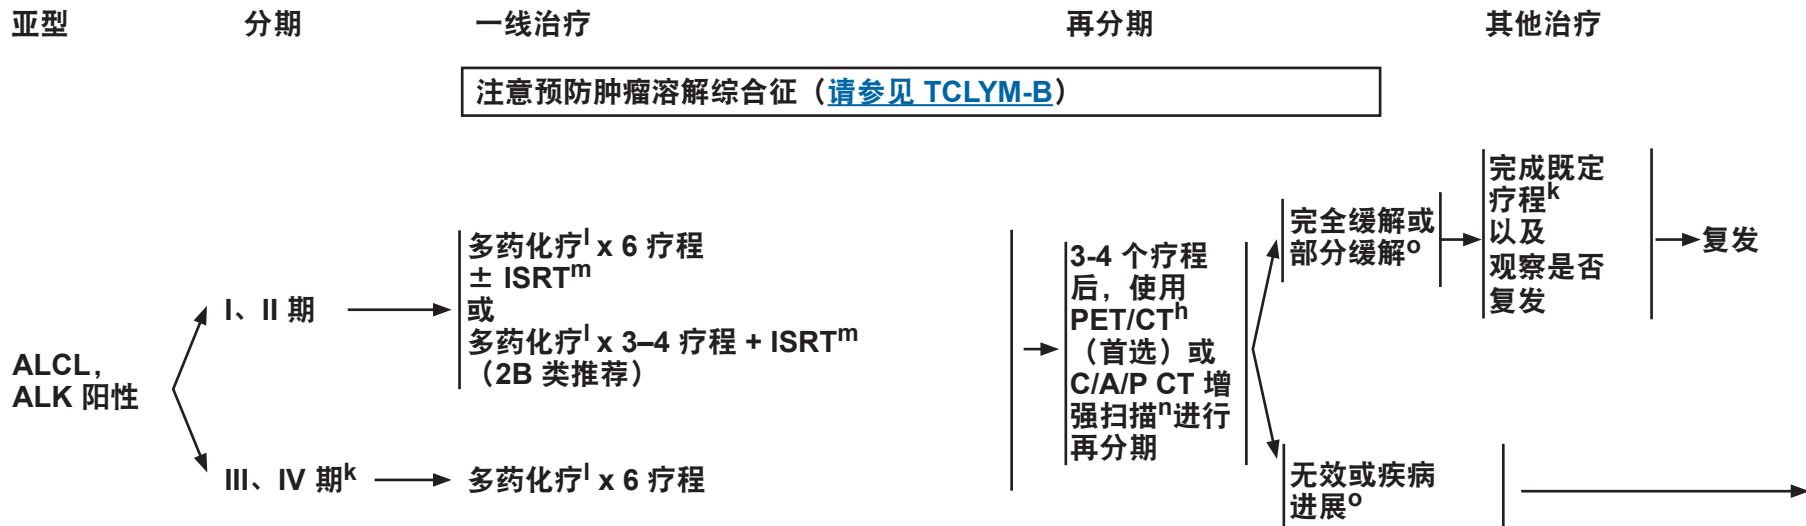 亚型
分期
一线治疗
再分期
其他治疗
注意预防肿瘤溶解综合征（请参见 TCLYM-B）
ALCL，
ALK 阳性
I、II 期
多药化疗l x 6 疗程
± ISRTm
或
多药化疗l x 3–4 疗程 + ISRTm
（2B 类推荐）
III、IV 期k
多药化疗l x 6 疗程
3-4 个疗程
后，使用
PET/CTh
（首选）或
C/A/P CT 增
强扫描n进行
再分期
完全缓解或
部分缓解o
完成既定
疗程k
以及
观察是否
复发
复发
无效或疾病
进展o